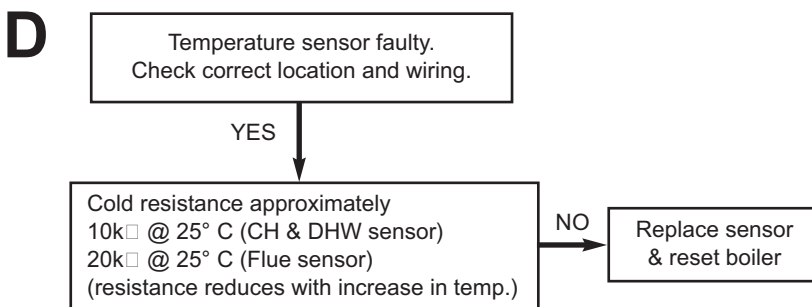 D
Temperature sensor faulty.
Check correct location and wiring.
YES
Cold resistance approximately
10k□ @ 25° C (CH & DHW sensor)
20k□ @ 25° C (Flue sensor)
(resistance reduces with increase in temp.)
NO
Replace sensor
& reset boiler